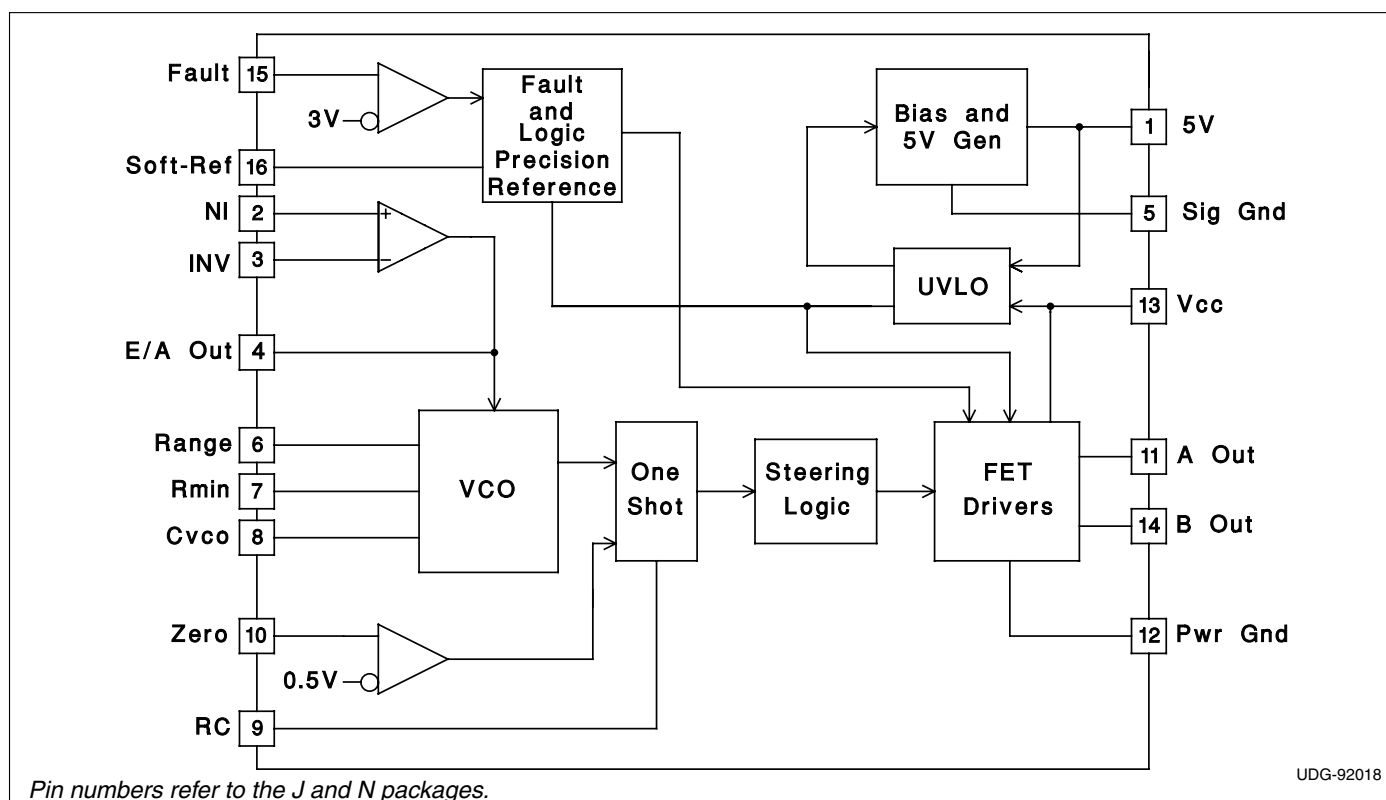 Fault 15
3V
Fault
and
Logic
Precision
Reference
Soft-Ref 16
NI 2
INV 3
E/A Out 4
Bias and
5V Gen
1 5V
5 Sig Gnd
UVLO
13 Vcc
Range 6
Rmin 7
Cvco 8
VCO
One
Shot
Steering
Logic
FET
Drivers
11 A Out
14 B Out
Zero 10
0.5V
12 Pwr Gnd
RC 9
+
−
Pin numbers refer to the J and N packages.
UDG-92018